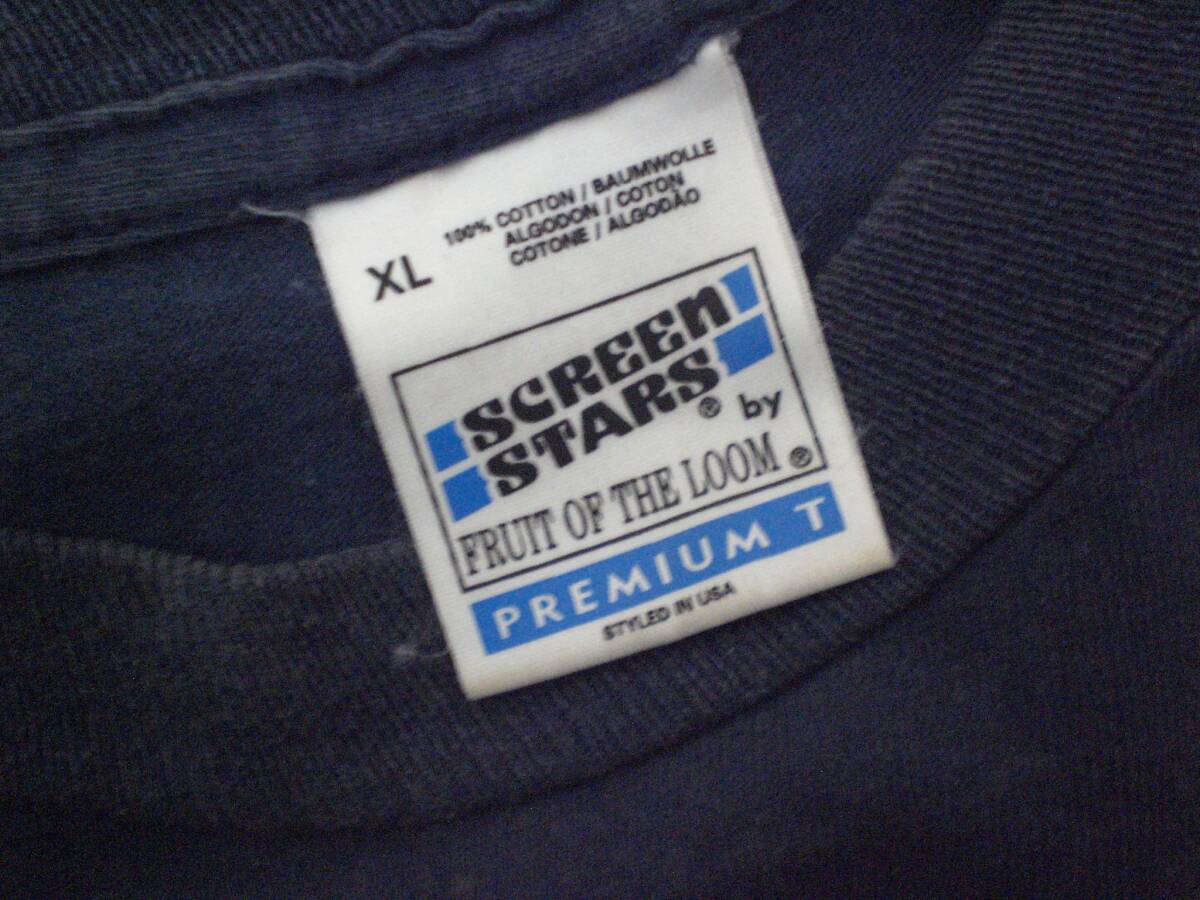 XL
100% COTTON / BAUMWOLLE
ALGODON / COTON
COTONE / ALGODÃO
SCREEN
STARS® by
FRUIT OF THE LOOM ®
PREMIUM T
STYLED IN USA